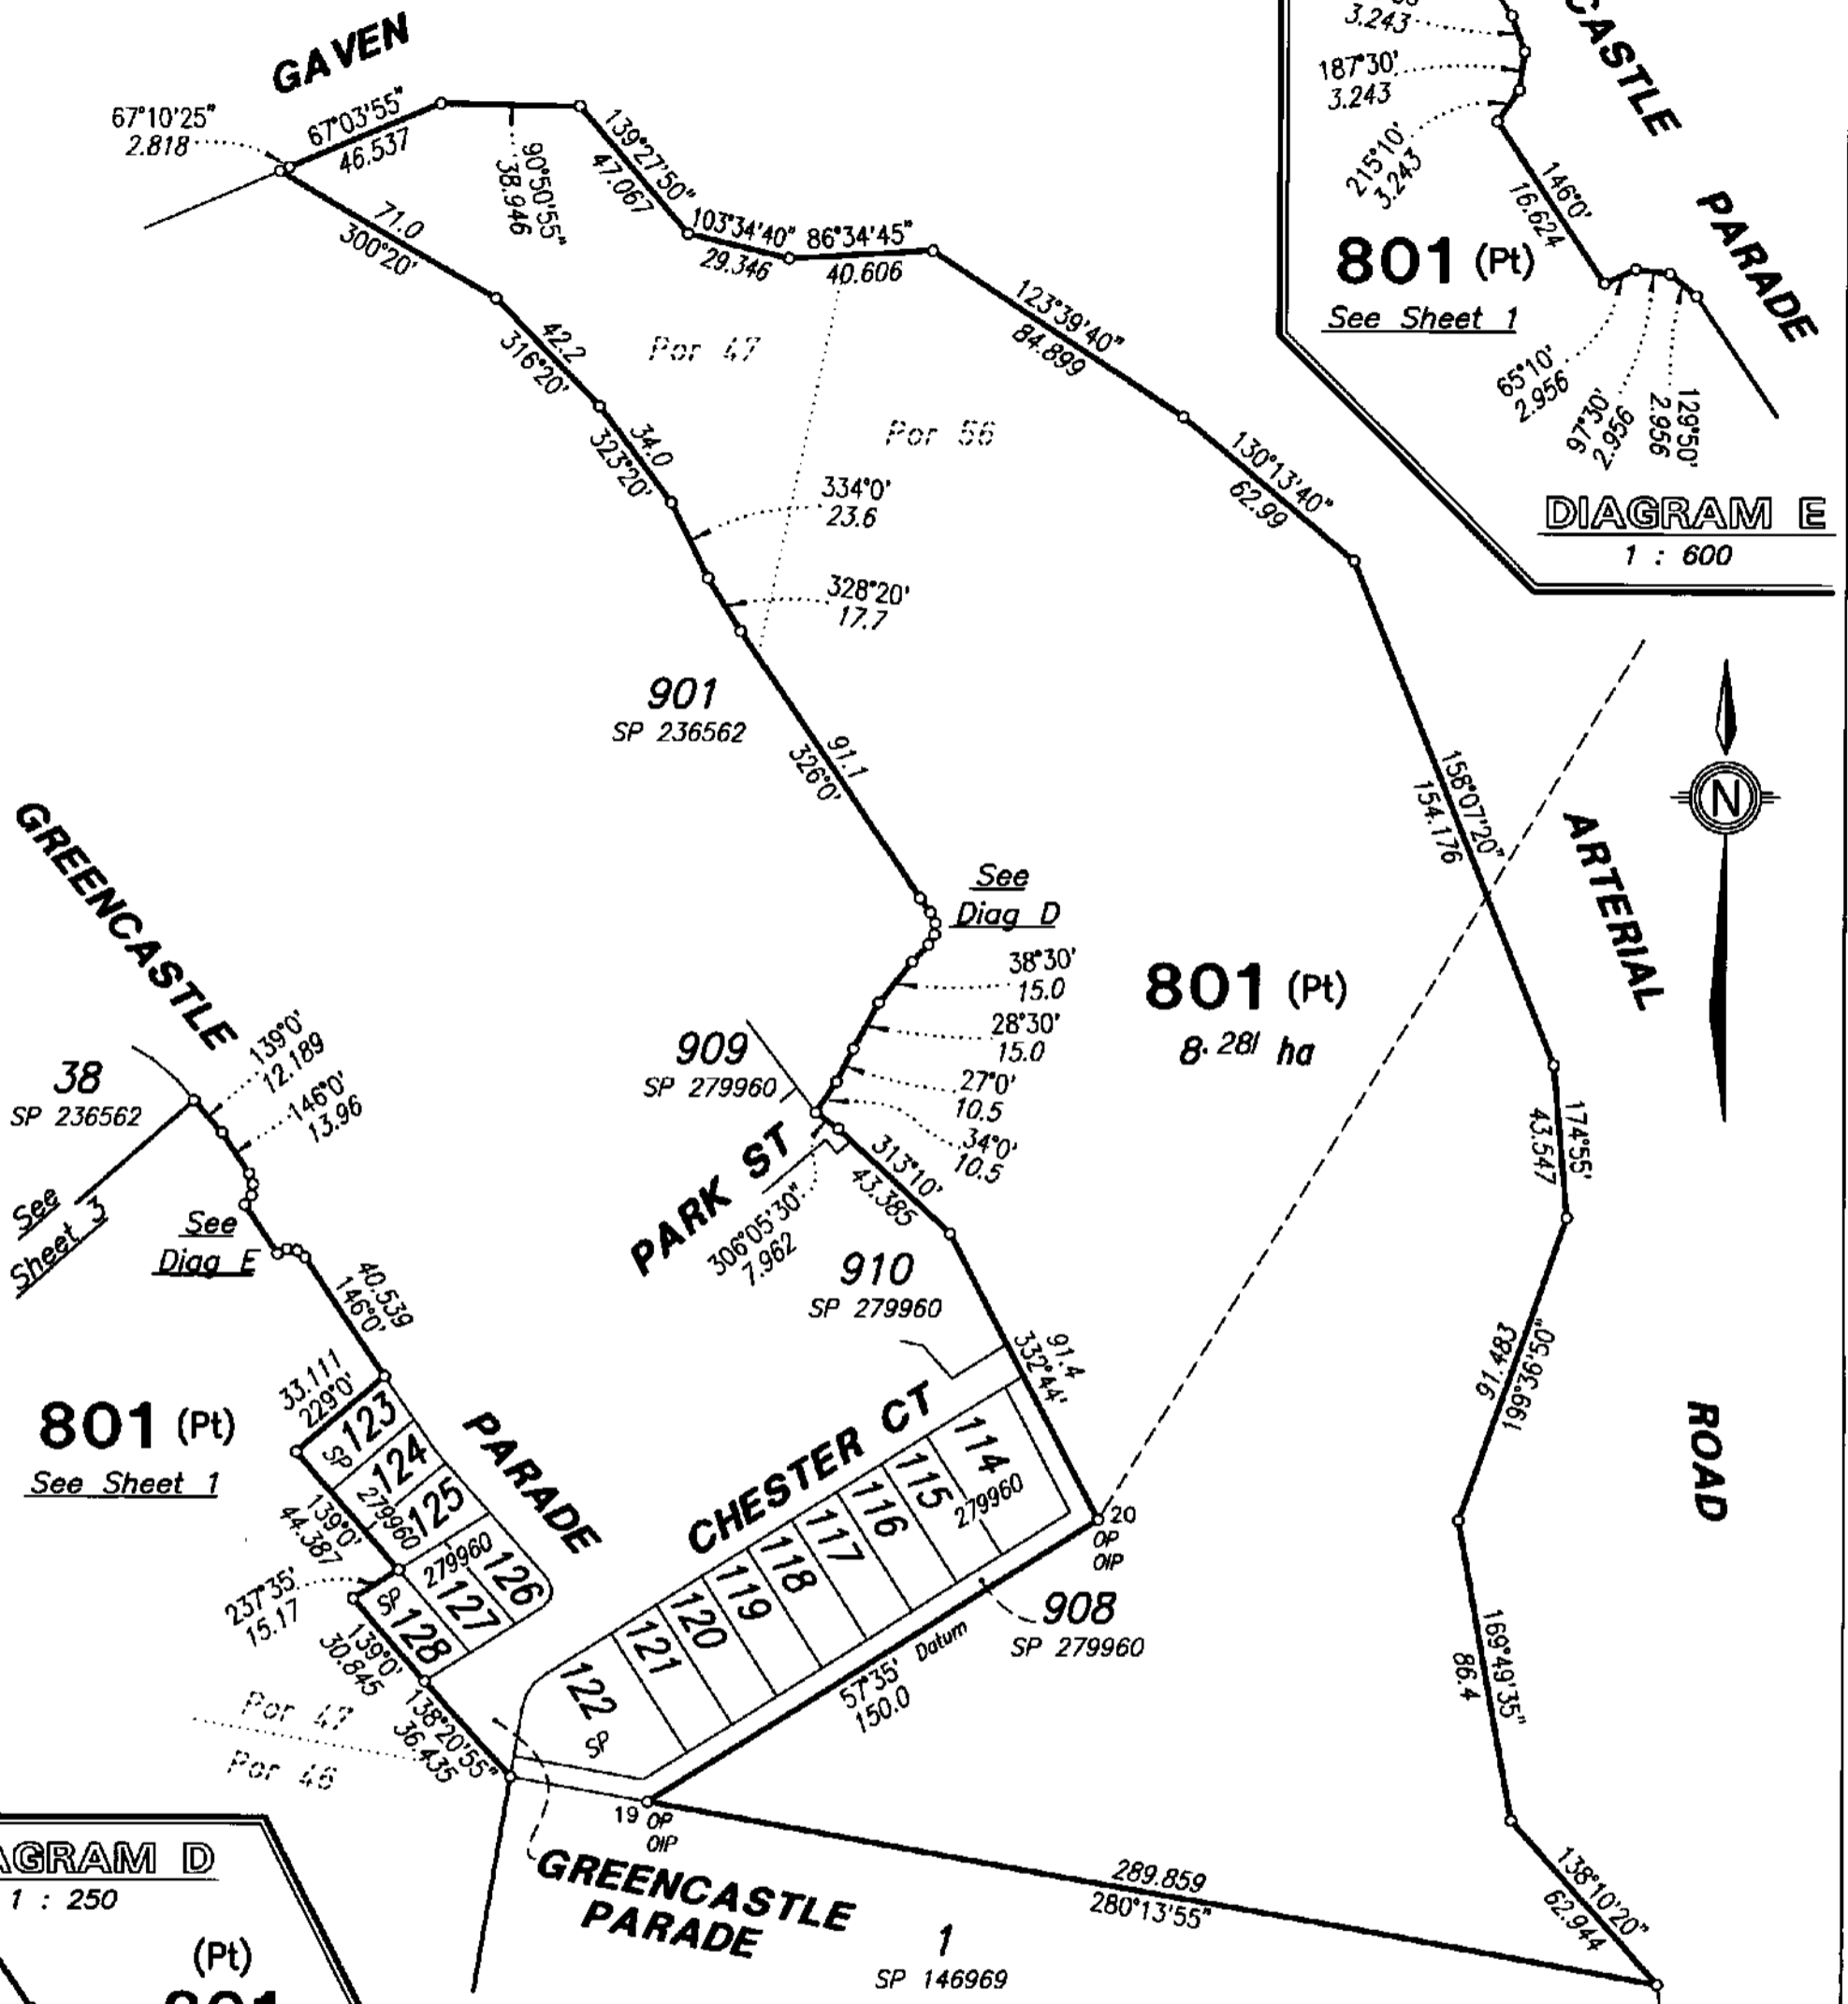 GAVEN
67°10'25"
2.818
67°03'55"
46.537
90°50'55"
38.946
139°27'50"
47.067
103°34'40"
29.346
86°34'45"
40.606
123°39'40"
84.899
130°13'40"
62.99
71.0
300°20'
42.2
316°20'
34.0
323°20'
Por 47
Por 56
334°0'
23.6
328°20'
17.7
901
SP 236562
91.1
326°0'
3.243
187°30'
3.243
215°10'
3.243
146°0'
16.624
CASTLE
PARADE
801 (Pt)
See Sheet 1
65°10'
2.956
97°30'
2.956
129°50'
2.956
DIAGRAM E
1 : 600
N
158°07'20"
154.176
ARTERIAL
ROAD
See
Diag D
38°30'
15.0
28°30'
15.0
27°0'
10.5
34°0'
10.5
801 (Pt)
8.281 ha
909
SP 279960
PARK ST
306°05'30"
7.962
313°10'
43.385
910
SP 279960
91.4
332°44'
174°55'
43.547
91.483
199°36'50"
169°49'35"
86.4
138°10'20"
62.944
GREENCASTLE
PARADE
38
SP 236562
139°0'
12.189
146°0'
13.96
See
Sheet 3
See
Diag E
40.539
146°0'
801 (Pt)
See Sheet 1
33.111
229°0'
123
SP
124
279960
125
126
279960
127
SP
128
139°0'
44.387
237°35'
15.17
139°0'
30.845
138°20'55"
36.435
Por 47
Por 46
CHESTER CT
114
279960
115
116
117
118
119
120
121
122
SP
20
OP
OIP
908
SP 279960
Datum
57°35'
150.0
19 OP
OIP
GREENCASTLE
PARADE
289.859
280°13'55"
1
SP 146969
AGRAM D
1 : 250
(Pt)
801